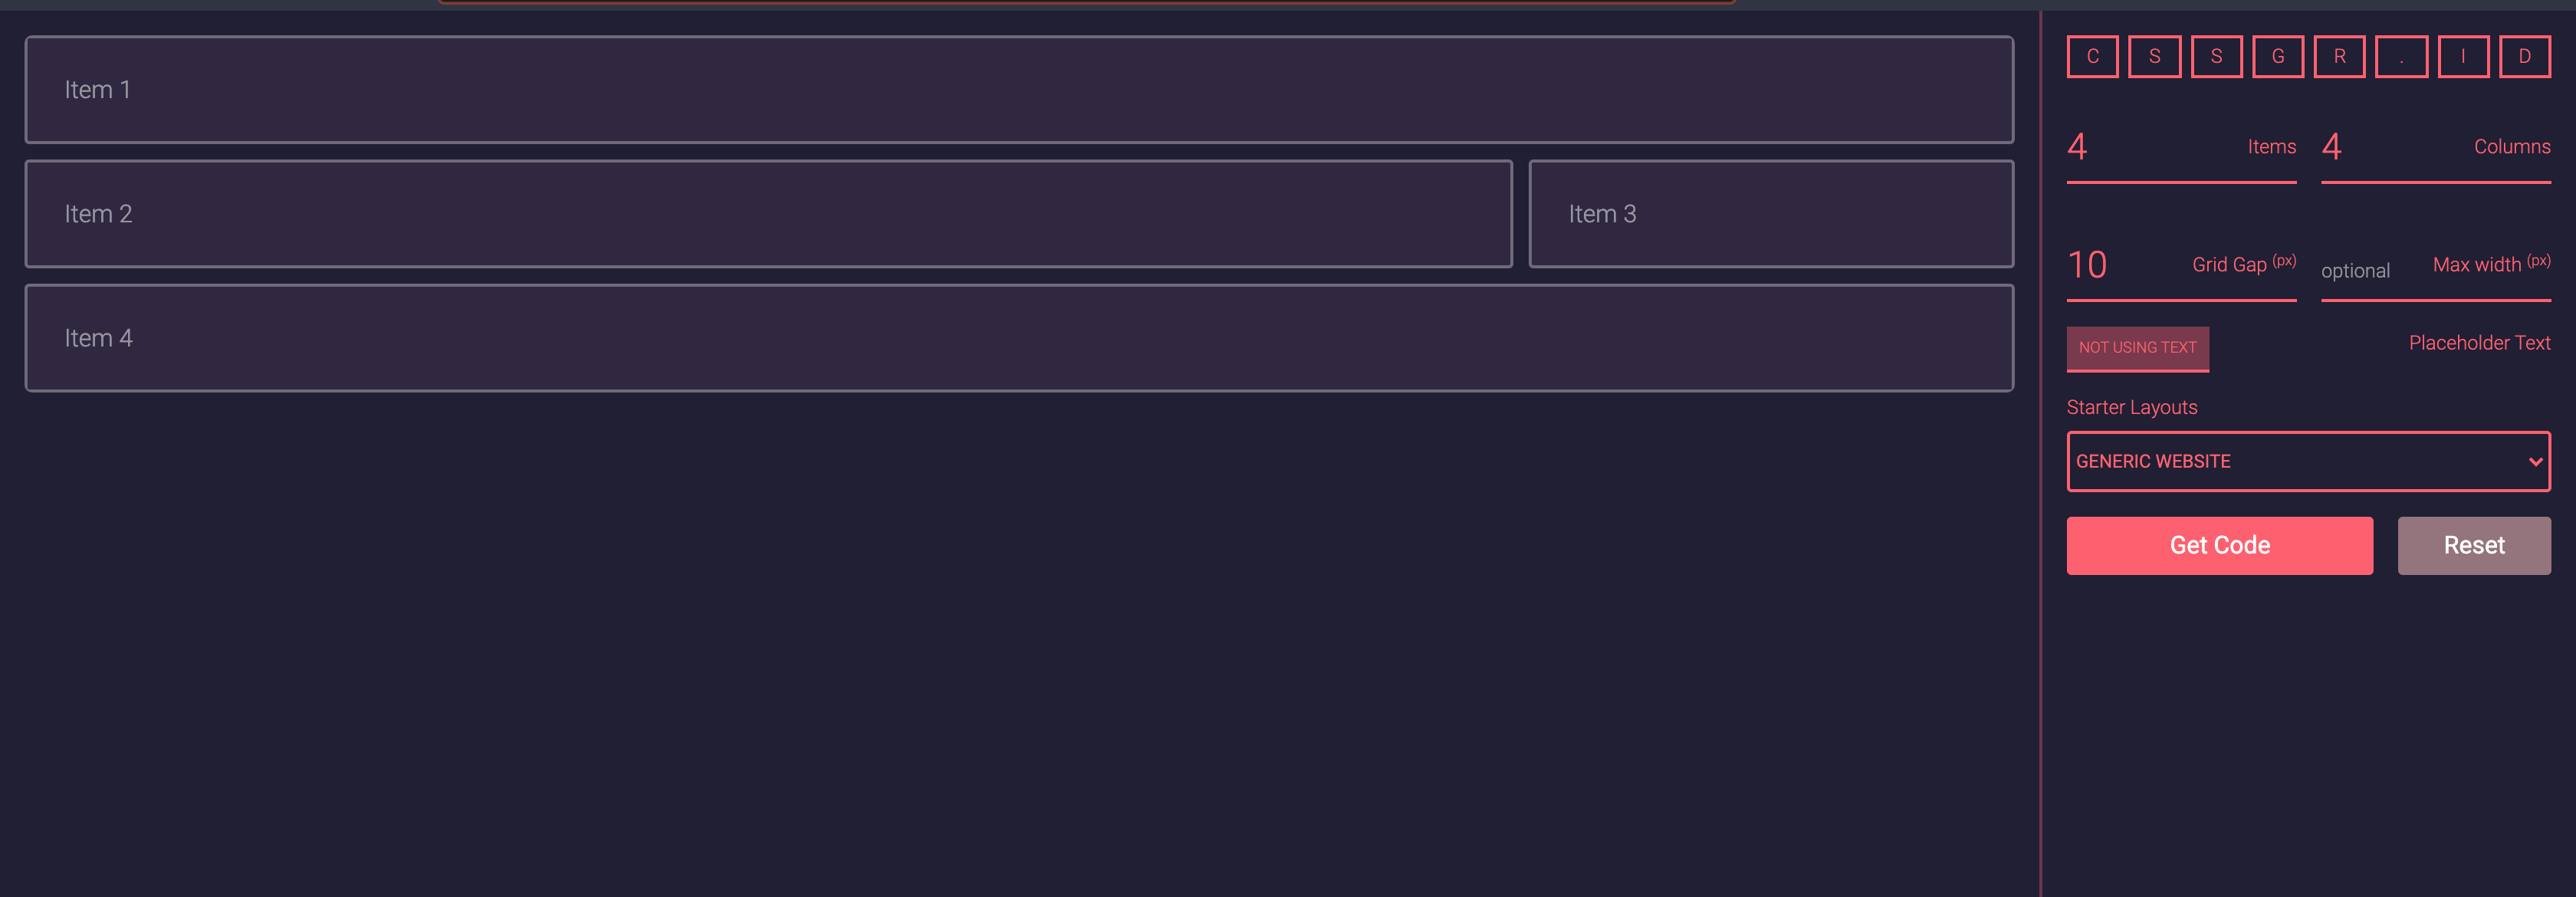 Item 1
Item 2
Item 3
Item 4
C S S G R . I D
4 Items
4 Columns
10 Grid Gap (px)
optional Max width (px)
NOT USING TEXT
Placeholder Text
Starter Layouts
GENERIC WEBSITE
Get Code
Reset